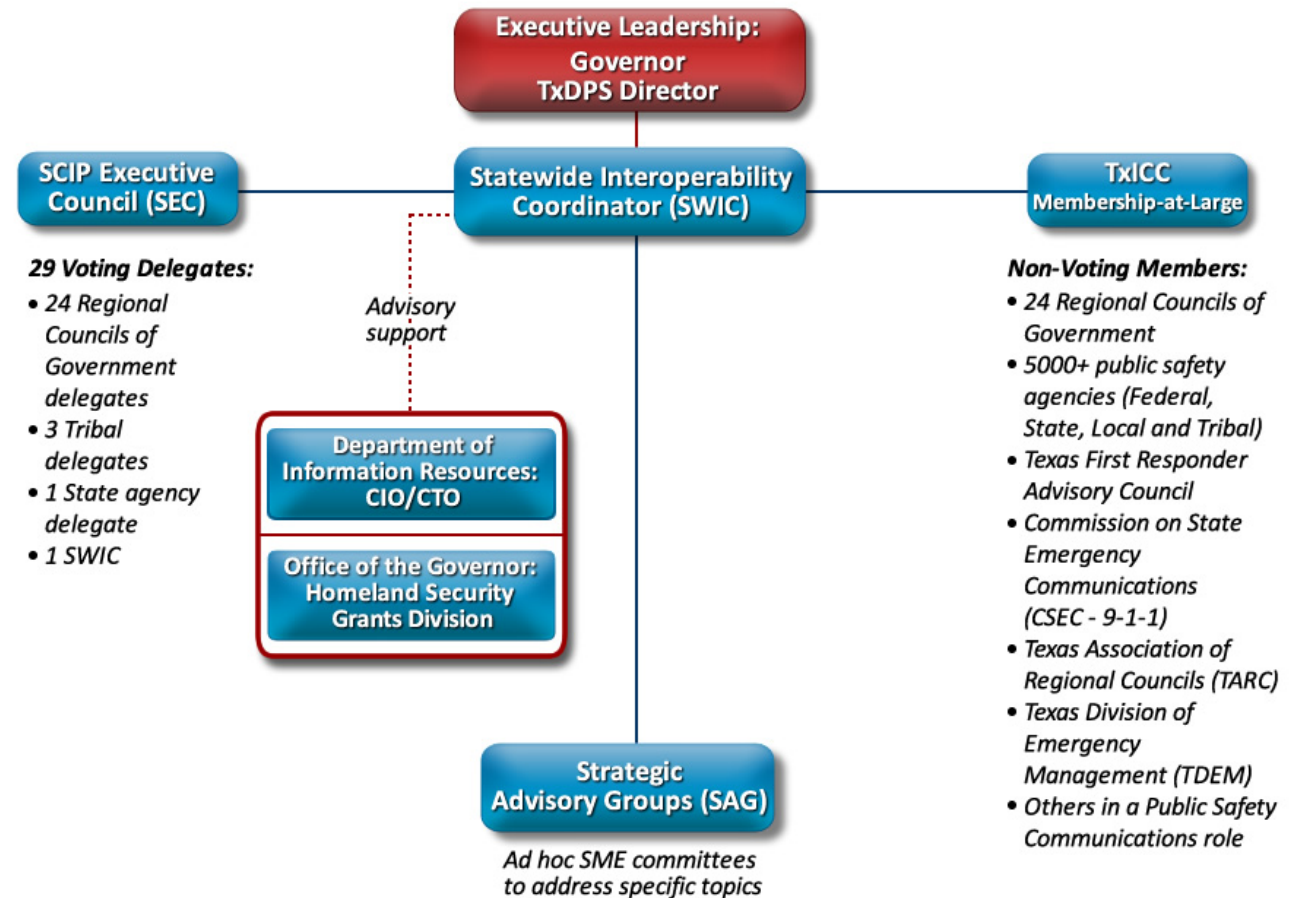 Executive Leadership:
Governor
TxDPS Director
SCIP Executive
Council (SEC)
Statewide Interoperability
Coordinator (SWIC)
TxICC
Membership-at-Large
29 Voting Delegates:
• 24 Regional
Councils of
Government
delegates
• 3 Tribal
delegates
• 1 State agency
delegate
• 1 SWIC
Advisory
support
Department of
Information Resources:
CIO/CTO
Office of the Governor:
Homeland Security
Grants Division
Strategic
Advisory Groups (SAG)
Ad hoc SME committees
to address specific topics
Non-Voting Members:
• 24 Regional Councils of
Government
• 5000+ public safety
agencies (Federal,
State, Local and Tribal)
• Texas First Responder
Advisory Council
• Commission on State
Emergency
Communications
(CSEC - 9-1-1)
• Texas Association of
Regional Councils (TARC)
• Texas Division of
Emergency
Management (TDEM)
• Others in a Public Safety
Communications role